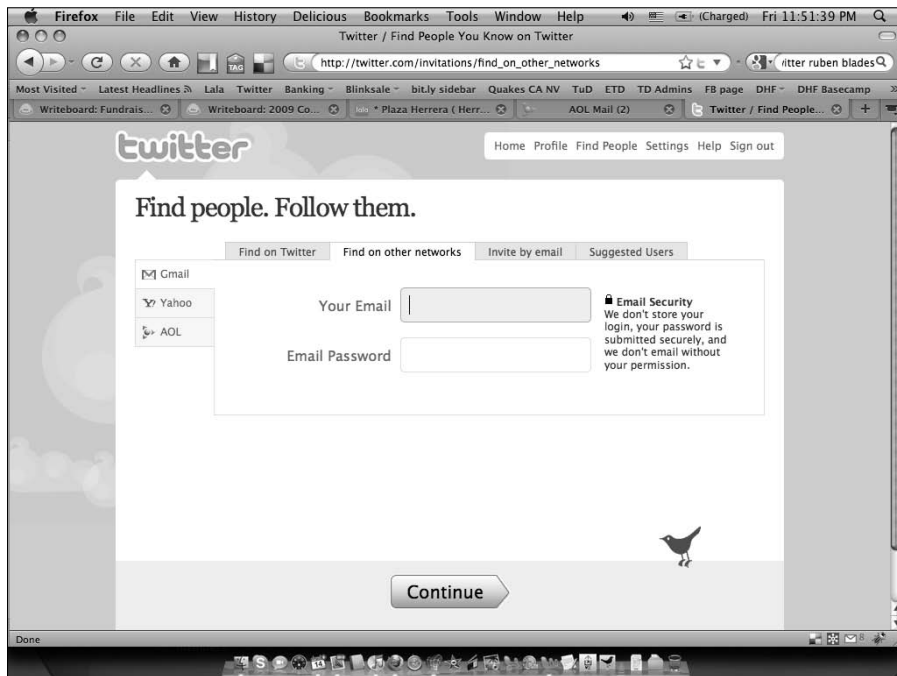 Firefox File Edit View History Delicious Bookmarks Tools Window Help (Charged) Fri 11:51:39 PM
Twitter / Find People You Know on Twitter
TAG http://twitter.com/invitations/find_on_other_networks itter ruben blades
Most Visited Latest Headlines Lala Twitter Banking Blinksale bit.ly sidebar Quakes CA NV TuD ETD TD Admins FB page DHF DHF Basecamp
Writeboard: Fundrais... Writeboard: 2009 Co... lala * Plaza Herrera ( Herr... AOL Mail (2) Twitter / Find People... +
twitter
Home Profile Find People Settings Help Sign out
Find people. Follow them.
Find on Twitter Find on other networks Invite by email Suggested Users
Gmail
Yahoo
AOL
Your Email
Email Password
Email Security
We don't store your
login, your password is
submitted securely, and
we don't email without
your permission.
Continue
Done 8